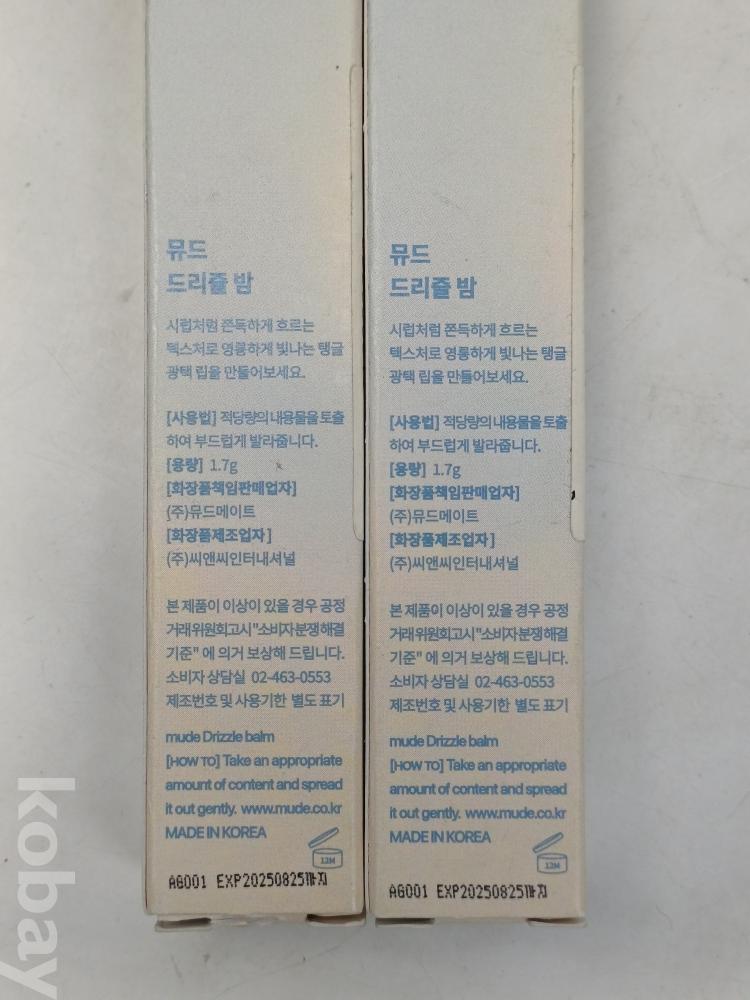 뮤드
드리즐 밤
시럽처럼 쫀득하게 흐르는
텍스처로 영롱하게 빛나는 탱글
광택 립을 만들어보세요.
[사용법] 적당량의 내용물을 토출
하여 부드럽게 발라줍니다.
[용량] 1.7g
[화장품책임판매업자]
(주)뮤드메이트
[화장품제조업자]
(주)씨앤씨인터내셔널
본 제품이 이상이 있을 경우 공정
거래위원회고시"소비자분쟁해결
기준" 에 의거 보상해 드립니다.
소비자 상담실 02-463-0553
제조번호 및 사용기한 별도 표기
mude Drizzle balm
[HOW TO] Take an appropriate
amount of content and spread
it out gently. www.mude.co.kr
MADE IN KOREA
12M
AG001 EXP20250825까지
뮤드
드리즐 밤
시럽처럼 쫀득하게 흐르는
텍스처로 영롱하게 빛나는 탱글
광택 립을 만들어보세요.
[사용법] 적당량의 내용물을 토출
하여 부드럽게 발라줍니다.
[용량] 1.7g
[화장품책임판매업자]
(주)뮤드메이트
[화장품제조업자]
(주)씨앤씨인터내셔널
본 제품이 이상이 있을 경우 공정
거래위원회고시"소비자분쟁해결
기준" 에 의거 보상해 드립니다.
소비자 상담실 02-463-0553
제조번호 및 사용기한 별도 표기
mude Drizzle balm
[HOW TO] Take an appropriate
amount of content and spread
it out gently. www.mude.co.kr
MADE IN KOREA
12M
AG001 EXP20250825까지
kobay